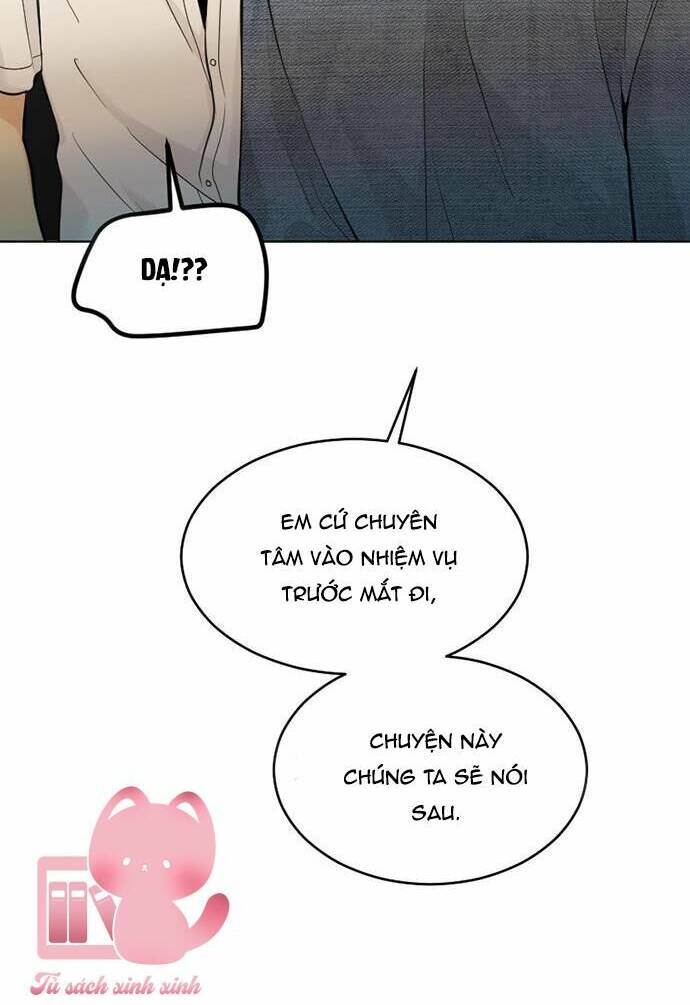 DẠ!??
EM CỨ CHUYÊN
TÂM VÀO NHIỆM VỤ
TRƯỚC MẮT ĐI,
CHUYỆN NÀY
CHÚNG TA SẼ NÓI
SAU.
Tủ sách xinh xinh